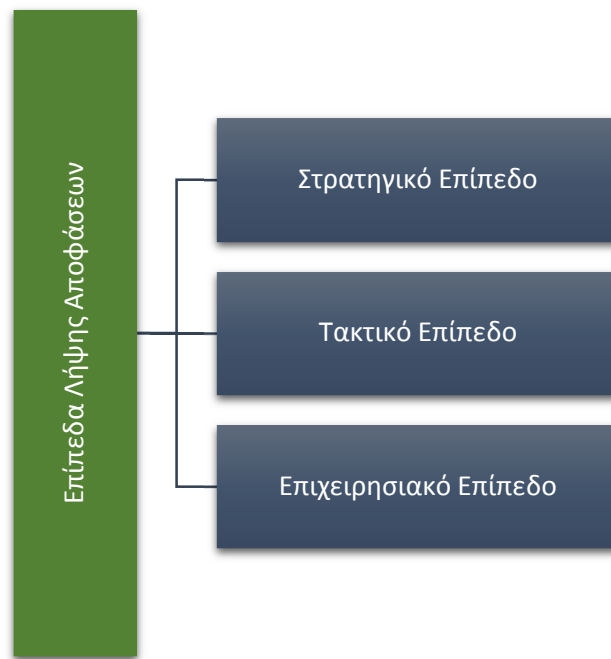 Επίπεδα Λήψης Αποφάσεων
Στρατηγικό Επίπεδο
Τακτικό Επίπεδο
Επιχειρησιακό Επίπεδο